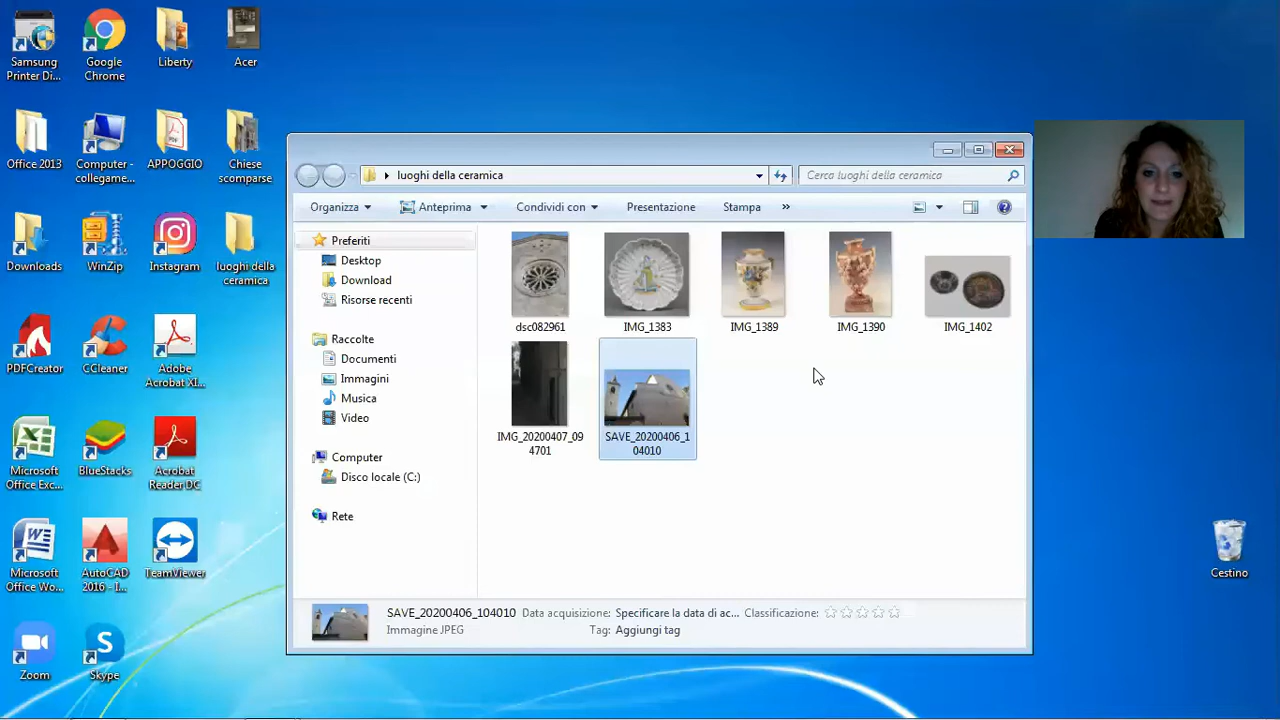 Samsung
Printer Di...
Google
Chrome
Liberty
Acer
Office 2013
Computer -
collegame...
APPOGGIO
Chiese
scomparse
Downloads
WinZip
Instagram
luoghi della
ceramica
PDFCreator
CCleaner
Adobe
Acrobat XI...
Microsoft
Office Exc...
BlueStacks
Acrobat
Reader DC
Microsoft
Office Wo...
AutoCAD
2016 - I...
TeamViewer
Zoom
Skype
luoghi della ceramica
Cerca luoghi della ceramica
Organizza
Anteprima
Condividi con
Presentazione
Stampa
»
Preferiti
Desktop
Download
Risorse recenti
Raccolte
Documenti
Immagini
Musica
Video
Computer
Disco locale (C:)
Rete
dsc082961
IMG_1383
IMG_1389
IMG_1390
IMG_1402
IMG_20200407_09
4701
SAVE_20200406_1
04010
SAVE_20200406_104010 Data acquisizione: Specificare la data di ac... Classificazione:
Immagine JPEG Tag: Aggiungi tag
Cestino